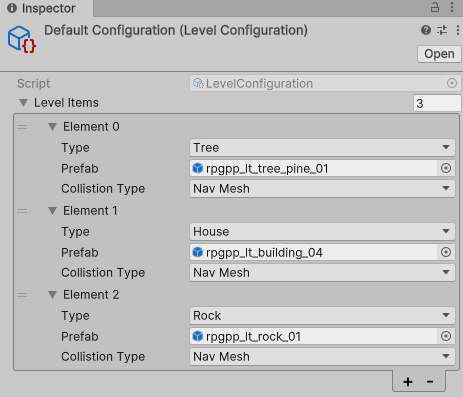 Inspector
Default Configuration (Level Configuration)
Open
Script LevelConfiguration
Level Items 3
Element 0
Type Tree
Prefab rpgpp_lt_tree_pine_01
Collistion Type Nav Mesh
Element 1
Type House
Prefab rpgpp_lt_building_04
Collistion Type Nav Mesh
Element 2
Type Rock
Prefab rpgpp_lt_rock_01
Collistion Type Nav Mesh
+ -